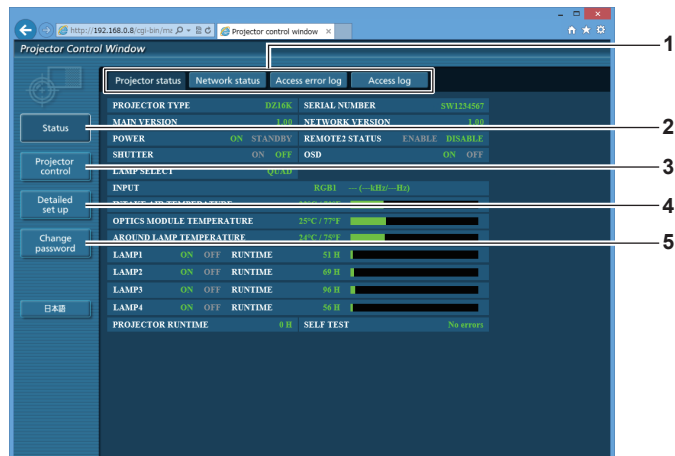 http://192.168.0.8/cgi-bin/m
Projector control window ×
Projector Control Window
1
Projector status Network status Access error log Access log
PROJECTOR TYPE DZ16K SERIAL NUMBER SW1234567
MAIN VERSION 1.00 NETWORK VERSION 1.00
Status
2
POWER ON STANDBY REMOTE2 STATUS ENABLE DISABLE
SHUTTER ON OFF OSD ON OFF
Projector control
3
LAMP SELECT QUAD
INPUT RGB1 --- (---kHz/---Hz)
Detailed set up
4
INTAKE AIR TEMPERATURE
OPTICS MODULE TEMPERATURE 25°C / 77°F
Change password
5
AROUND LAMP TEMPERATURE 24°C / 75°F
LAMP1 ON OFF RUNTIME 51 H
LAMP2 ON OFF RUNTIME 69 H
LAMP3 ON OFF RUNTIME 96 H
日本語
LAMP4 ON OFF RUNTIME 56 H
PROJECTOR RUNTIME 0 H SELF TEST No errors